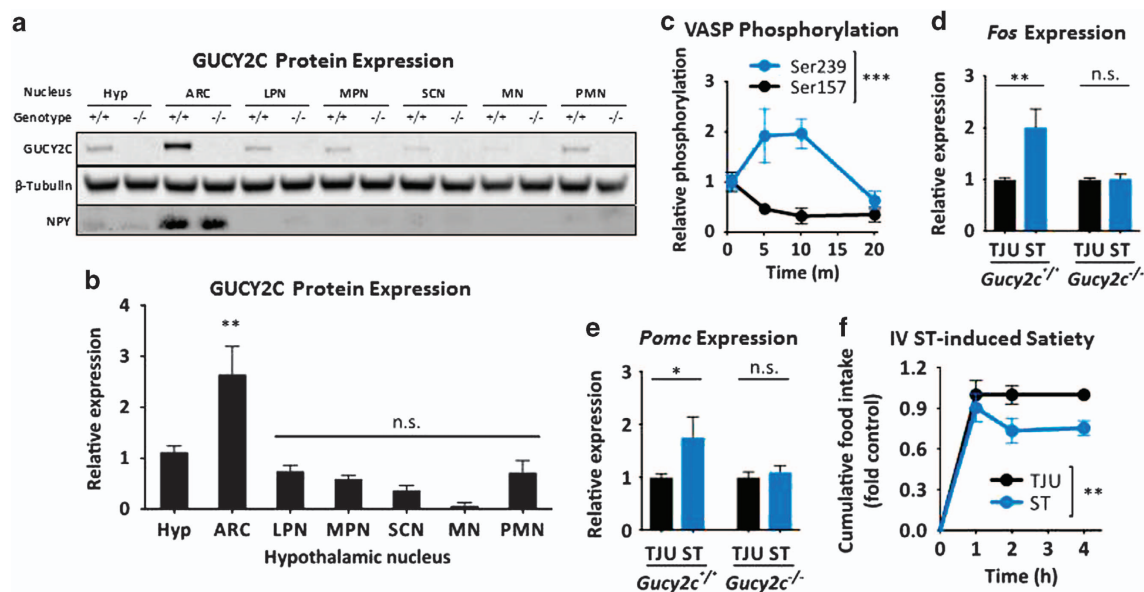 a
GUCY2C Protein Expression
Nucleus Hyp ARC LPN MPN SCN MN PMN
Genotype +/+ -/- +/+ -/- +/+ -/- +/+ -/- +/+ -/- +/+ -/- +/+ -/-
GUCY2C
β-Tubulin
NPY
b
GUCY2C Protein Expression
Relative expression
4
3
2
1
0
**
n.s.
Hyp ARC LPN MPN SCN MN PMN
Hypothalamic nucleus
c
VASP Phosphorylation
Relative phosphorylation
3
2
1
0
Ser239
Ser157
***
0 5 10 15 20
Time (m)
d
Fos Expression
Relative expression
3
2
1
0
** n.s.
TJU ST TJU ST
Gucy2c+/+ Gucy2c-/-
e
Pomc Expression
Relative expression
3
2
1
0
* n.s.
TJU ST TJU ST
Gucy2c+/+ Gucy2c-/-
f
IV ST-induced Satiety
Cumulative food intake
(fold control)
1.2
0.9
0.6
0.3
0.0
TJU
ST
**
0 1 2 3 4
Time (h)